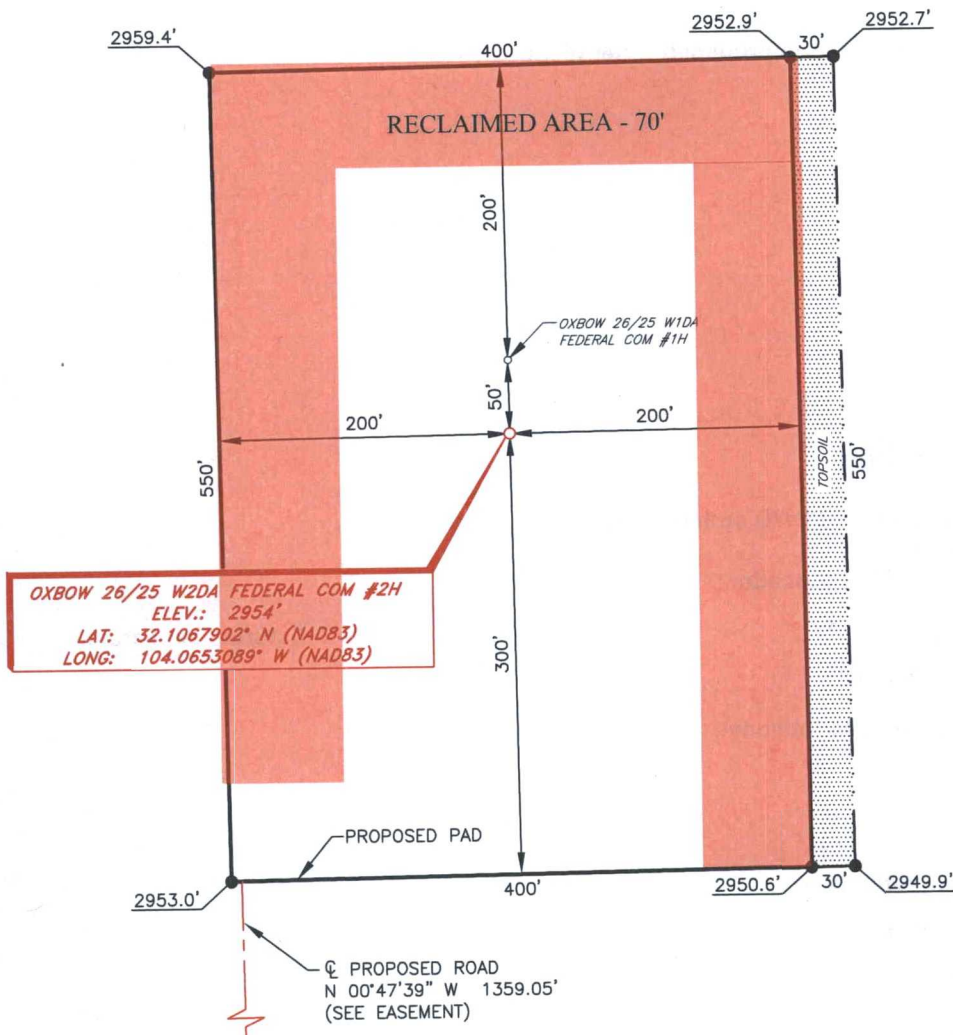 2959.4'
2952.9'
2952.7'
30'
400'
RECLAIMED AREA - 70'
200'
OXBOW 26/25 W1DA
FEDERAL COM #1H
50'
200'
200'
550'
TOPSOIL
550'
OXBOW 26/25 W2DA FEDERAL COM #2H
ELEV.: 2954'
LAT: 32.1067902° N (NAD83)
LONG: 104.0653089° W (NAD83)
300'
PROPOSED PAD
2953.0'
400'
2950.6'
30'
2949.9'
℄ PROPOSED ROAD
N 00°47'39" W 1359.05'
(SEE EASEMENT)